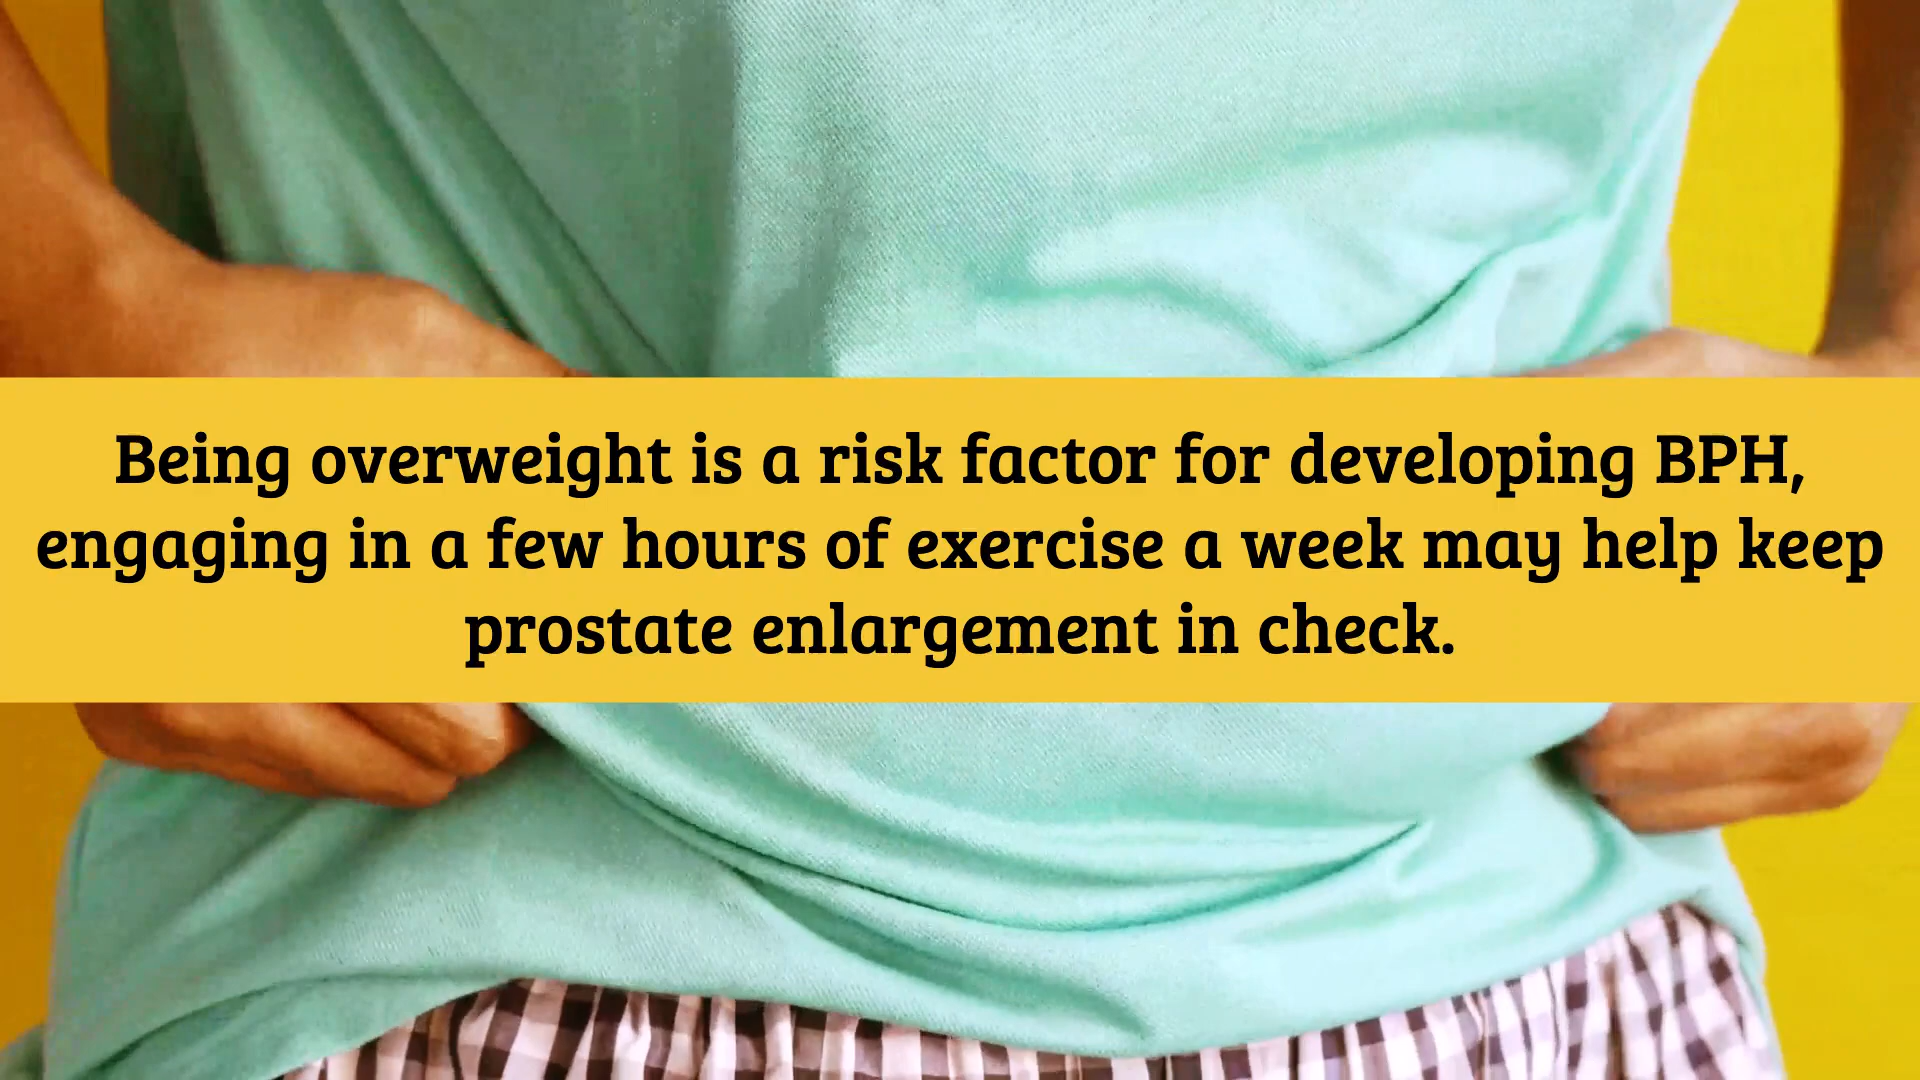 Being overweight is a risk factor for developing BPH,
engaging in a few hours of exercise a week may help keep
prostate enlargement in check.